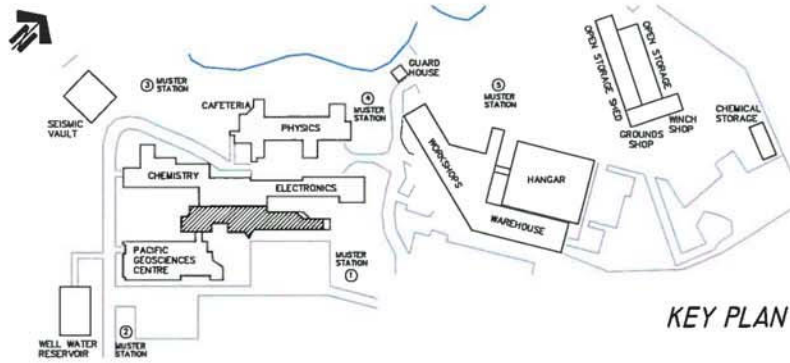 ③ MUSTER
STATION
SEISMIC
VAULT
CAFETERIA
PHYSICS
④
MUSTER
STATION
GUARD
HOUSE
⑤
MUSTER
STATION
OPEN STORAGE SHED
OPEN STORAGE
WINCH
SHOP
GROUNDS
SHOP
CHEMICAL
STORAGE
CHEMISTRY
ELECTRONICS
WORKSHOPS
HANGAR
WAREHOUSE
PACIFIC
GEOSCIENCES
CENTRE
MUSTER
STATION
①
WELL WATER
RESERVOIR
②
MUSTER
STATION
KEY PLAN